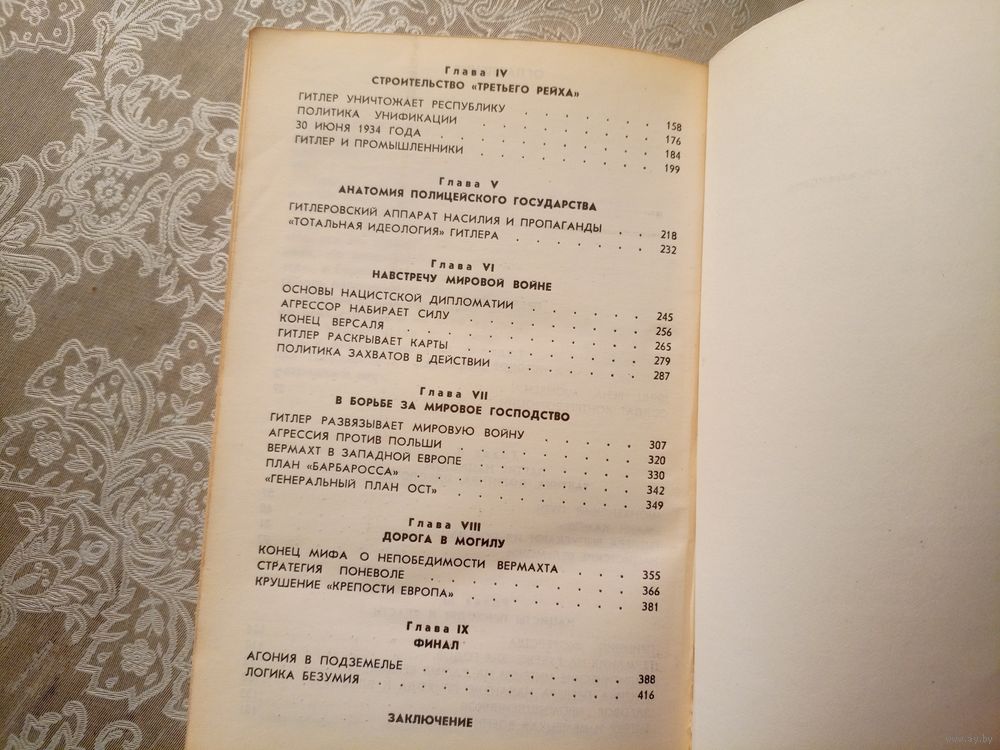 Глава IV
СТРОИТЕЛЬСТВО «ТРЕТЬЕГО РЕЙХА»
ГИТЛЕР УНИЧТОЖАЕТ РЕСПУБЛИКУ . . . . . . 158
ПОЛИТИКА УНИФИКАЦИИ . . . . . . . . 176
30 ИЮНЯ 1934 ГОДА . . . . . . . . . 184
ГИТЛЕР И ПРОМЫШЛЕННИКИ . . . . . . . . 199
Глава V
АНАТОМИЯ ПОЛИЦЕЙСКОГО ГОСУДАРСТВА
ГИТЛЕРОВСКИЙ АППАРАТ НАСИЛИЯ И ПРОПАГАНДЫ . . 218
«ТОТАЛЬНАЯ ИДЕОЛОГИЯ» ГИТЛЕРА . . . . . . 232
Глава VI
НАВСТРЕЧУ МИРОВОЙ ВОЙНЕ
ОСНОВЫ НАЦИСТСКОЙ ДИПЛОМАТИИ . . . . . . 245
АГРЕССОР НАБИРАЕТ СИЛУ . . . . . . . . 256
КОНЕЦ ВЕРСАЛЯ . . . . . . . . . . 265
ГИТЛЕР РАСКРЫВАЕТ КАРТЫ . . . . . . . . 279
ПОЛИТИКА ЗАХВАТОВ В ДЕЙСТВИИ . . . . . . 287
Глава VII
В БОРЬБЕ ЗА МИРОВОЕ ГОСПОДСТВО
ГИТЛЕР РАЗВЯЗЫВАЕТ МИРОВУЮ ВОЙНУ . . . . . 307
АГРЕССИЯ ПРОТИВ ПОЛЬШИ . . . . . . . . 320
ВЕРМАХТ В ЗАПАДНОЙ ЕВРОПЕ . . . . . . . 330
ПЛАН «БАРБАРОССА» . . . . . . . . . 342
«ГЕНЕРАЛЬНЫЙ ПЛАН ОСТ» . . . . . . . . 349
Глава VIII
ДОРОГА В МОГИЛУ
КОНЕЦ МИФА О НЕПОБЕДИМОСТИ ВЕРМАХТА . . . . 355
СТРАТЕГИЯ ПОНЕВОЛЕ . . . . . . . . . 366
КРУШЕНИЕ «КРЕПОСТИ ЕВРОПА» . . . . . . . 381
Глава IX
ФИНАЛ
АГОНИЯ В ПОДЗЕМЕЛЬЕ . . . . . . . . . 388
ЛОГИКА БЕЗУМИЯ . . . . . . . . . . 416
ЗАКЛЮЧЕНИЕ
www.ay.by